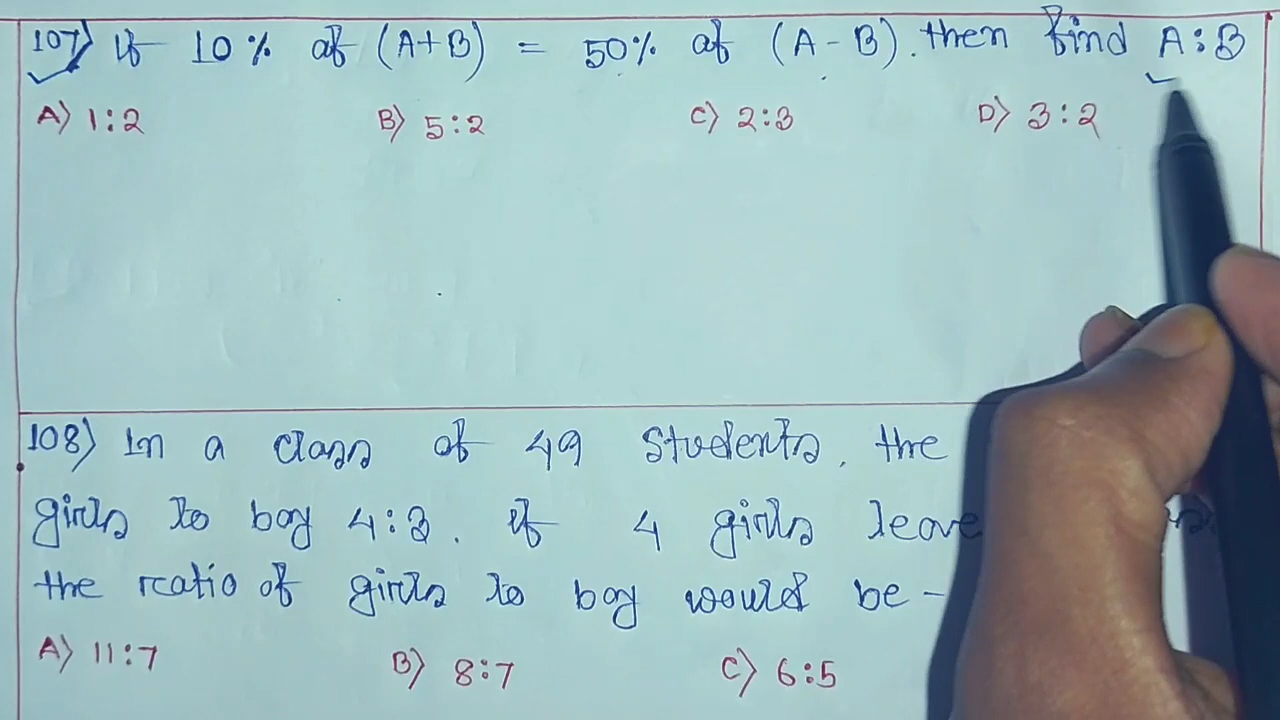 107) If 10% of (A+B) = 50% of (A-B). then find A:B
A) 1:2 B) 5:2 C) 2:3 D) 3:2
108) In a class of 49 students, the
girls to boy 4:3. if 4 girls leave
the ratio of girls to boy would be -
A) 11:7 B) 8:7 C) 6:5